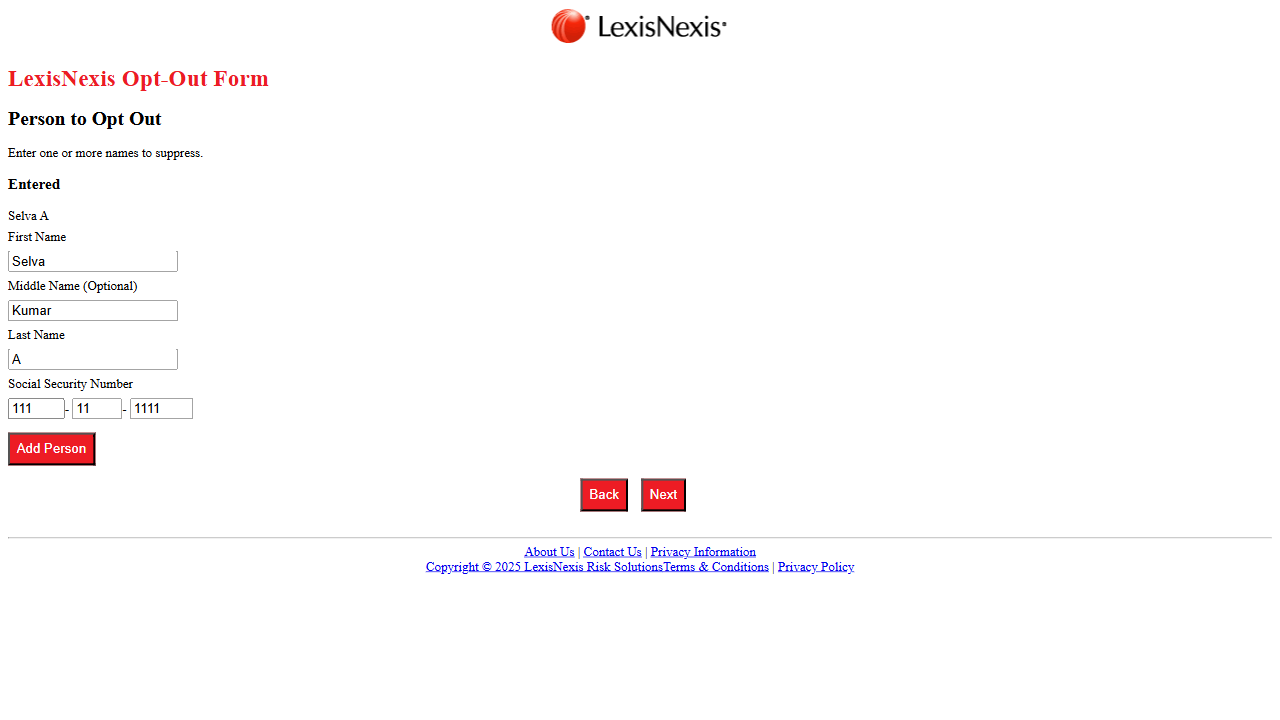 LexisNexis
LexisNexis Opt-Out Form
Person to Opt Out
Enter one or more names to suppress.
Entered
Selva A
First Name
Selva
Middle Name (Optional)
Kumar
Last Name
A
Social Security Number
111 - 11 - 1111
Add Person
Back Next
About Us | Contact Us | Privacy Information
Copyright © 2025 LexisNexis Risk SolutionsTerms & Conditions | Privacy Policy